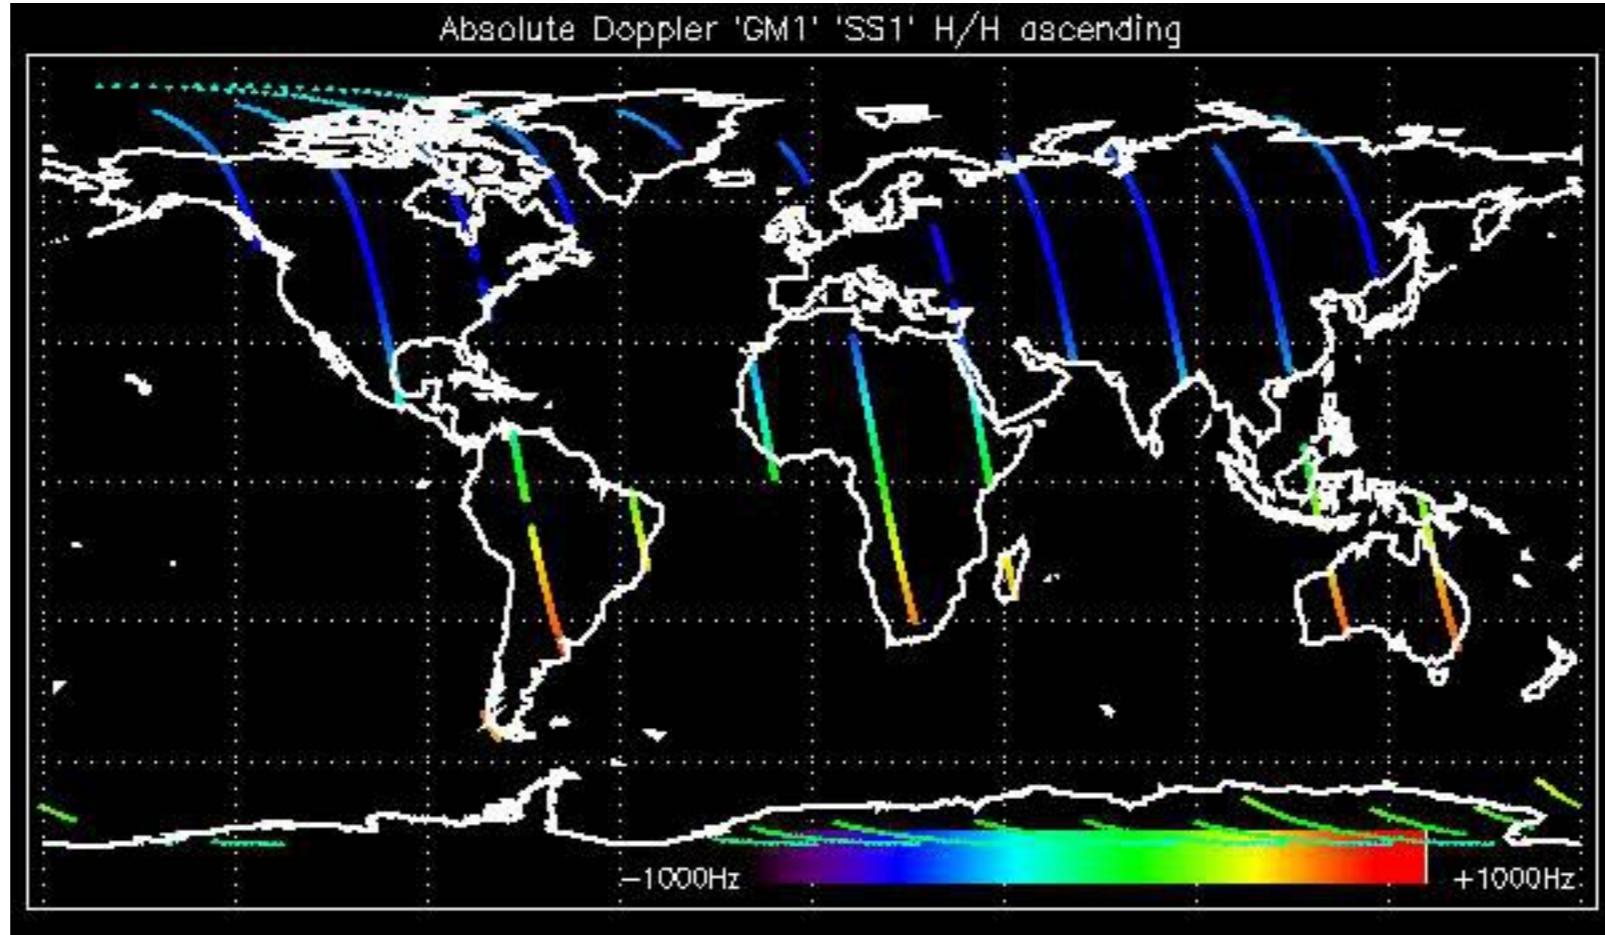 Absolute Doppler 'GM1' 'SS1' H/H ascending
−1000Hz +1000Hz